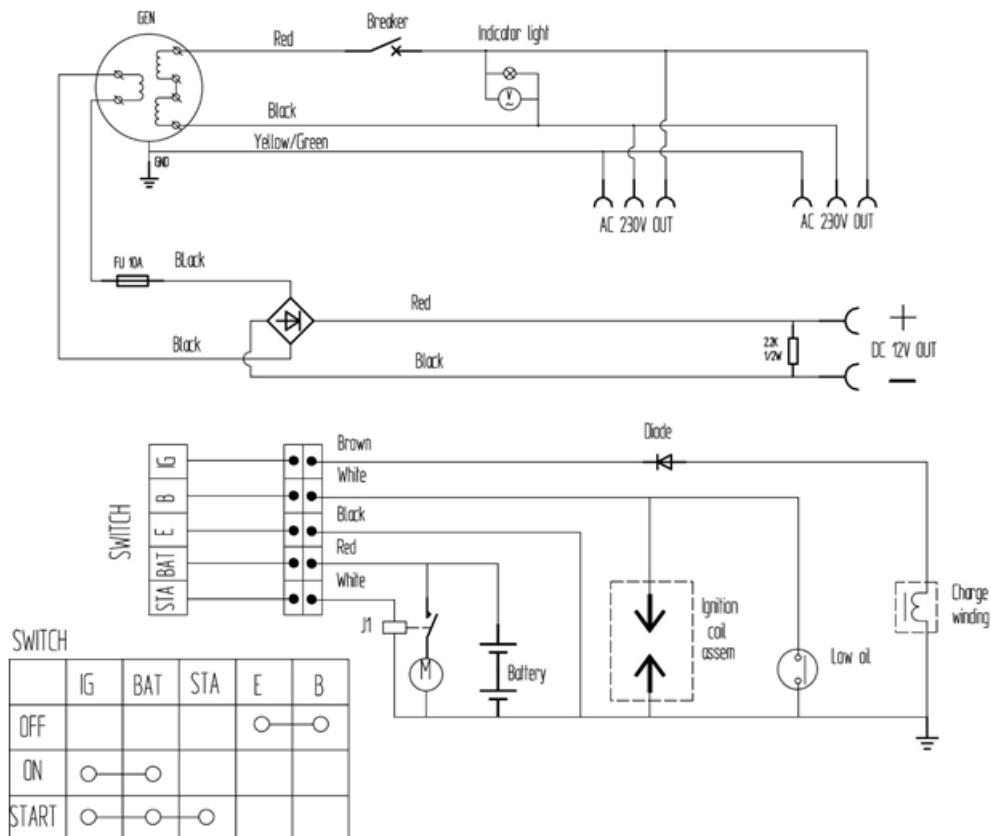 GEN
Red
Breaker
Indicator light
V
~
Black
Yellow/Green
GND
AC 230V OUT
AC 230V OUT
FU 10A
Black
Red
Black
Black
2.2K
1/2W
+
DC 12V OUT
—
SWITCH
IG
B
E
BAT
STA
Brown
White
Black
Red
White
Diode
J1
M
Battery
Ignition
coil
assem
Low oil
Charge
winding
SWITCH
IG BAT STA E B
OFF
ON
START